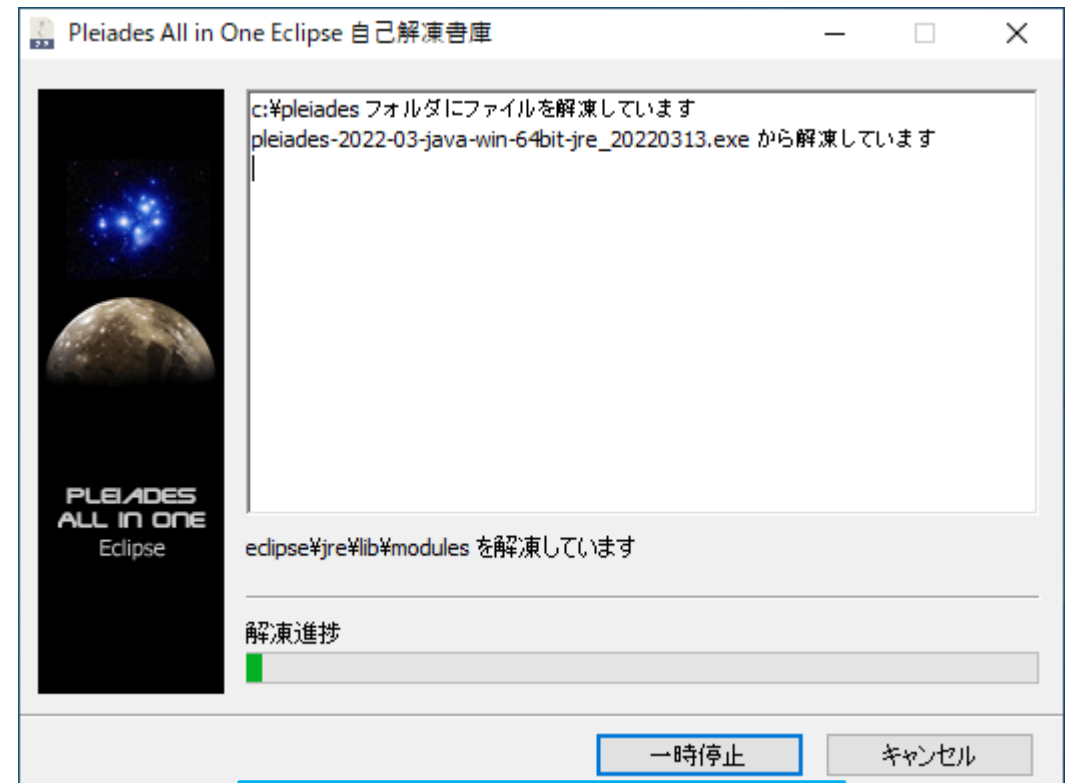 Pleiades All in One Eclipse 自己解凍書庫
c:¥pleiades フォルダにファイルを解凍しています
pleiades-2022-03-java-win-64bit-jre_20220313.exe から解凍しています
PLEIADES
ALL IN ONE
Eclipse
eclipse¥jre¥lib¥modules を解凍しています
解凍進捗
一時停止
キャンセル